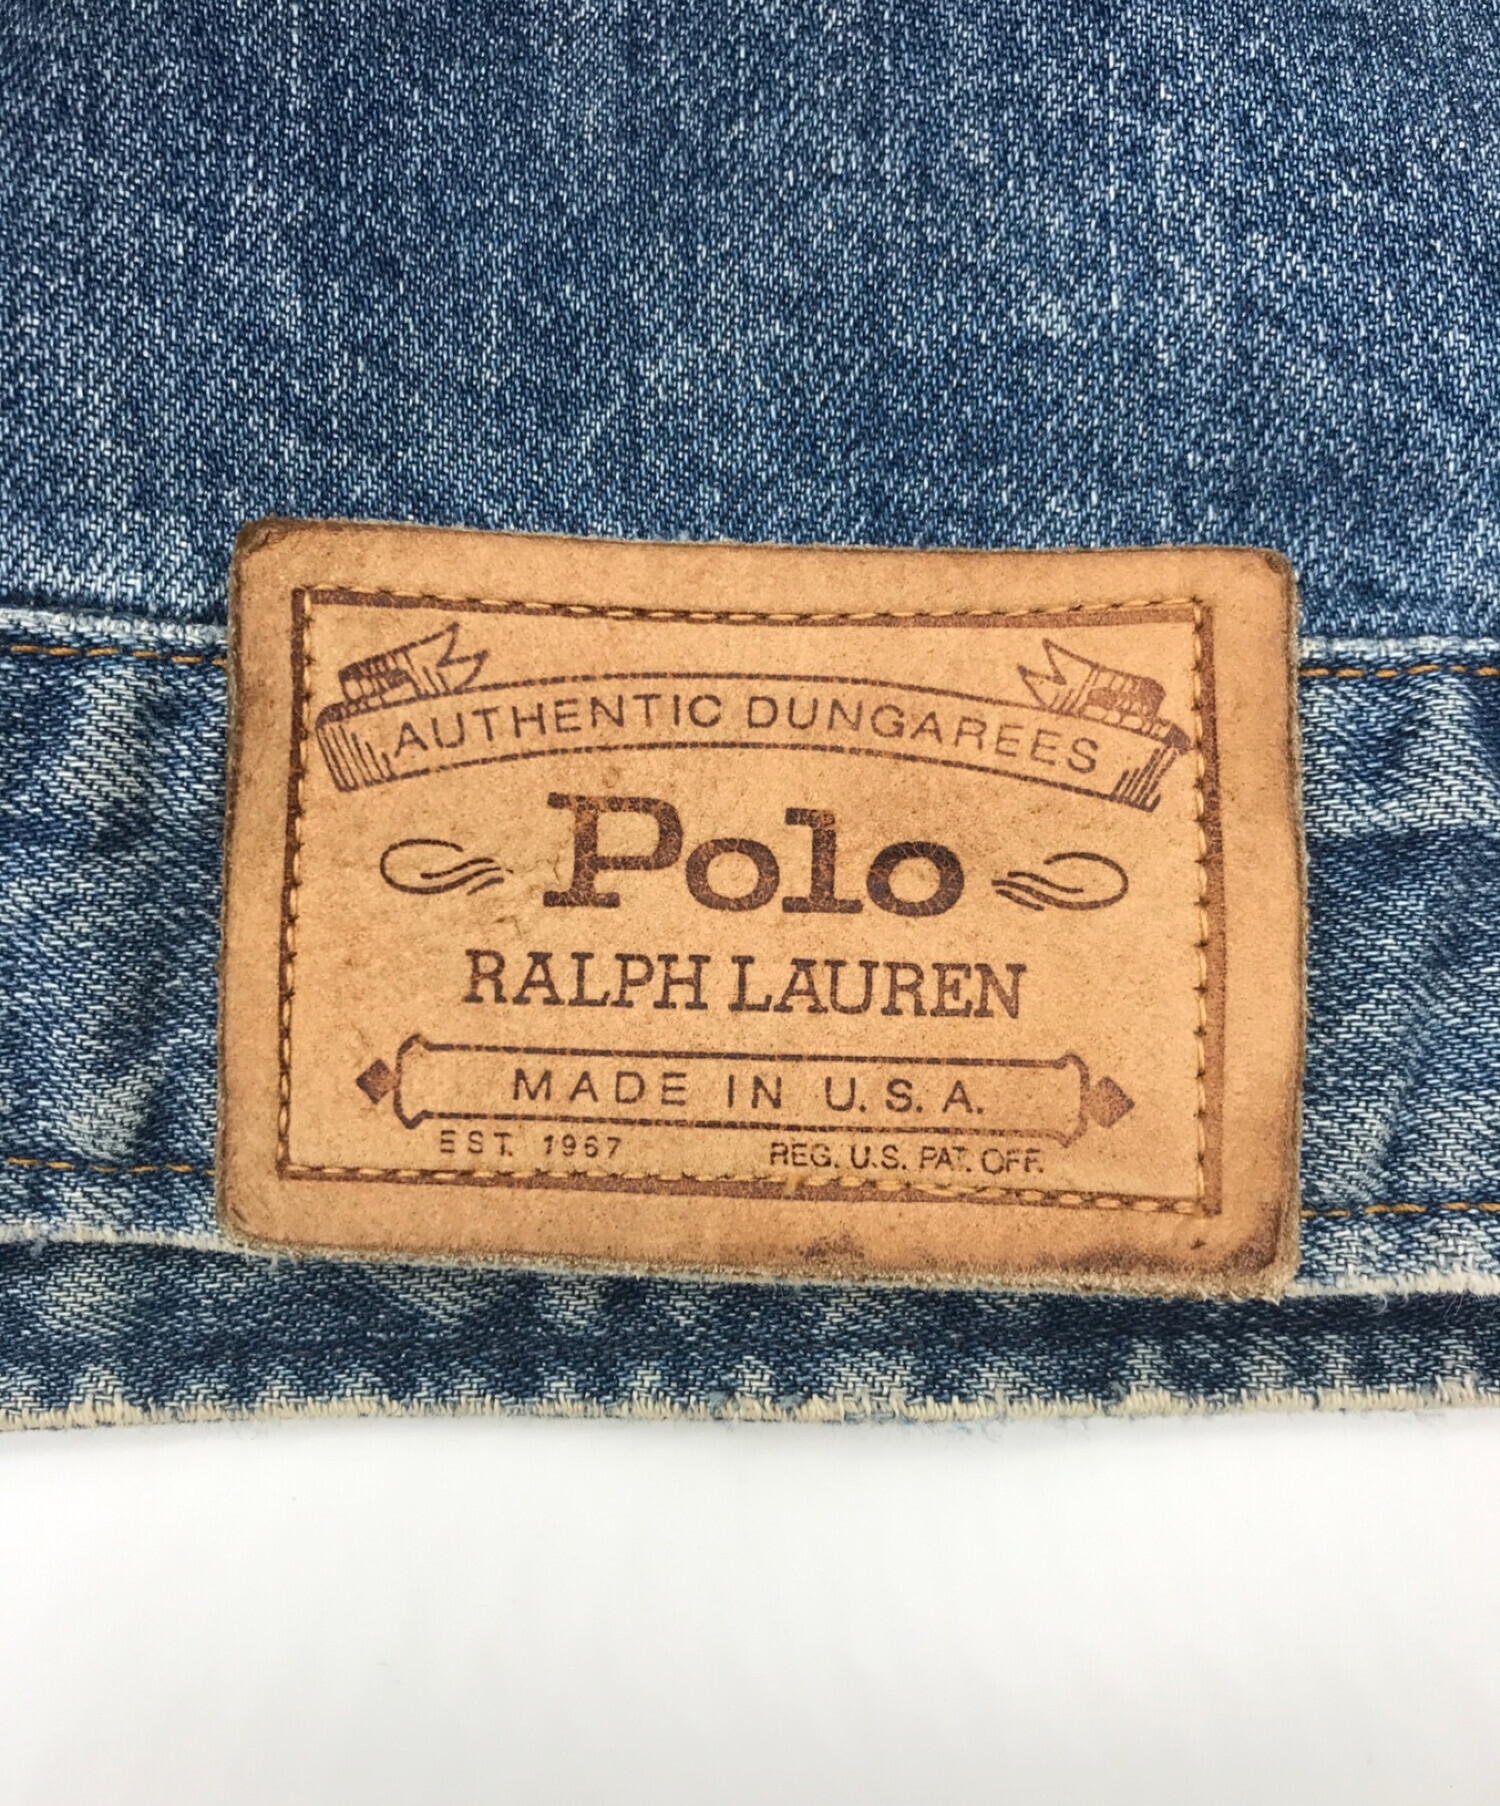 AUTHENTIC DUNGAREES
Polo
RALPH LAUREN
MADE IN U.S.A.
EST. 1967 REG. U.S. PAT. OFF.